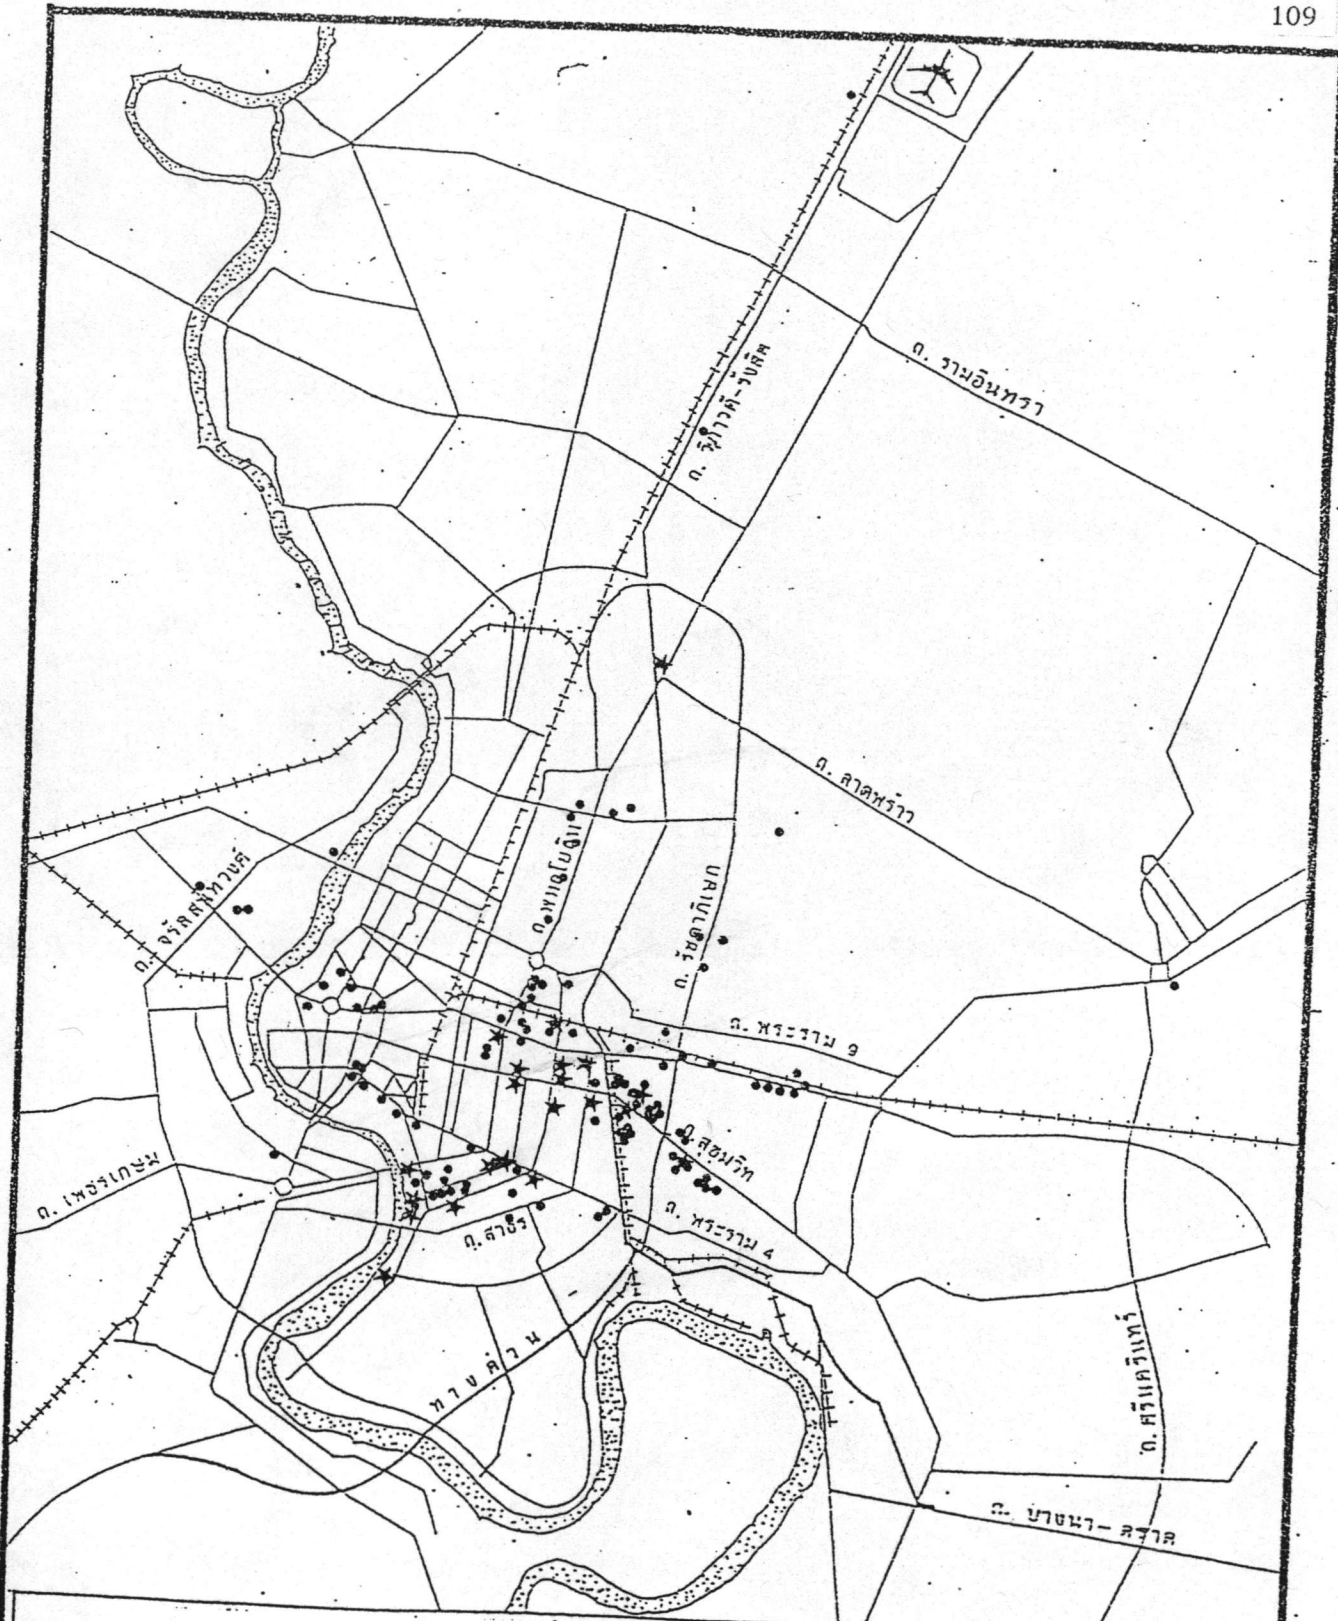 109
ถ. รามอินทรา
ถ. วิภาวดี-รังสิต
ถ. ลาดพร้าว
ถ. พหลโยธิน
ถ. รัชดาภิเษก
ถ. จรัลสนิทวงศ์
ถ. พระราม 9
ถ. สุขุมวิท
ถ. เพชรเกษม
ถ. พระราม 4
ถ. สาธร
ทางด่วน
ถ. ศรีนครินทร์
ถ. บางนา - ตราด